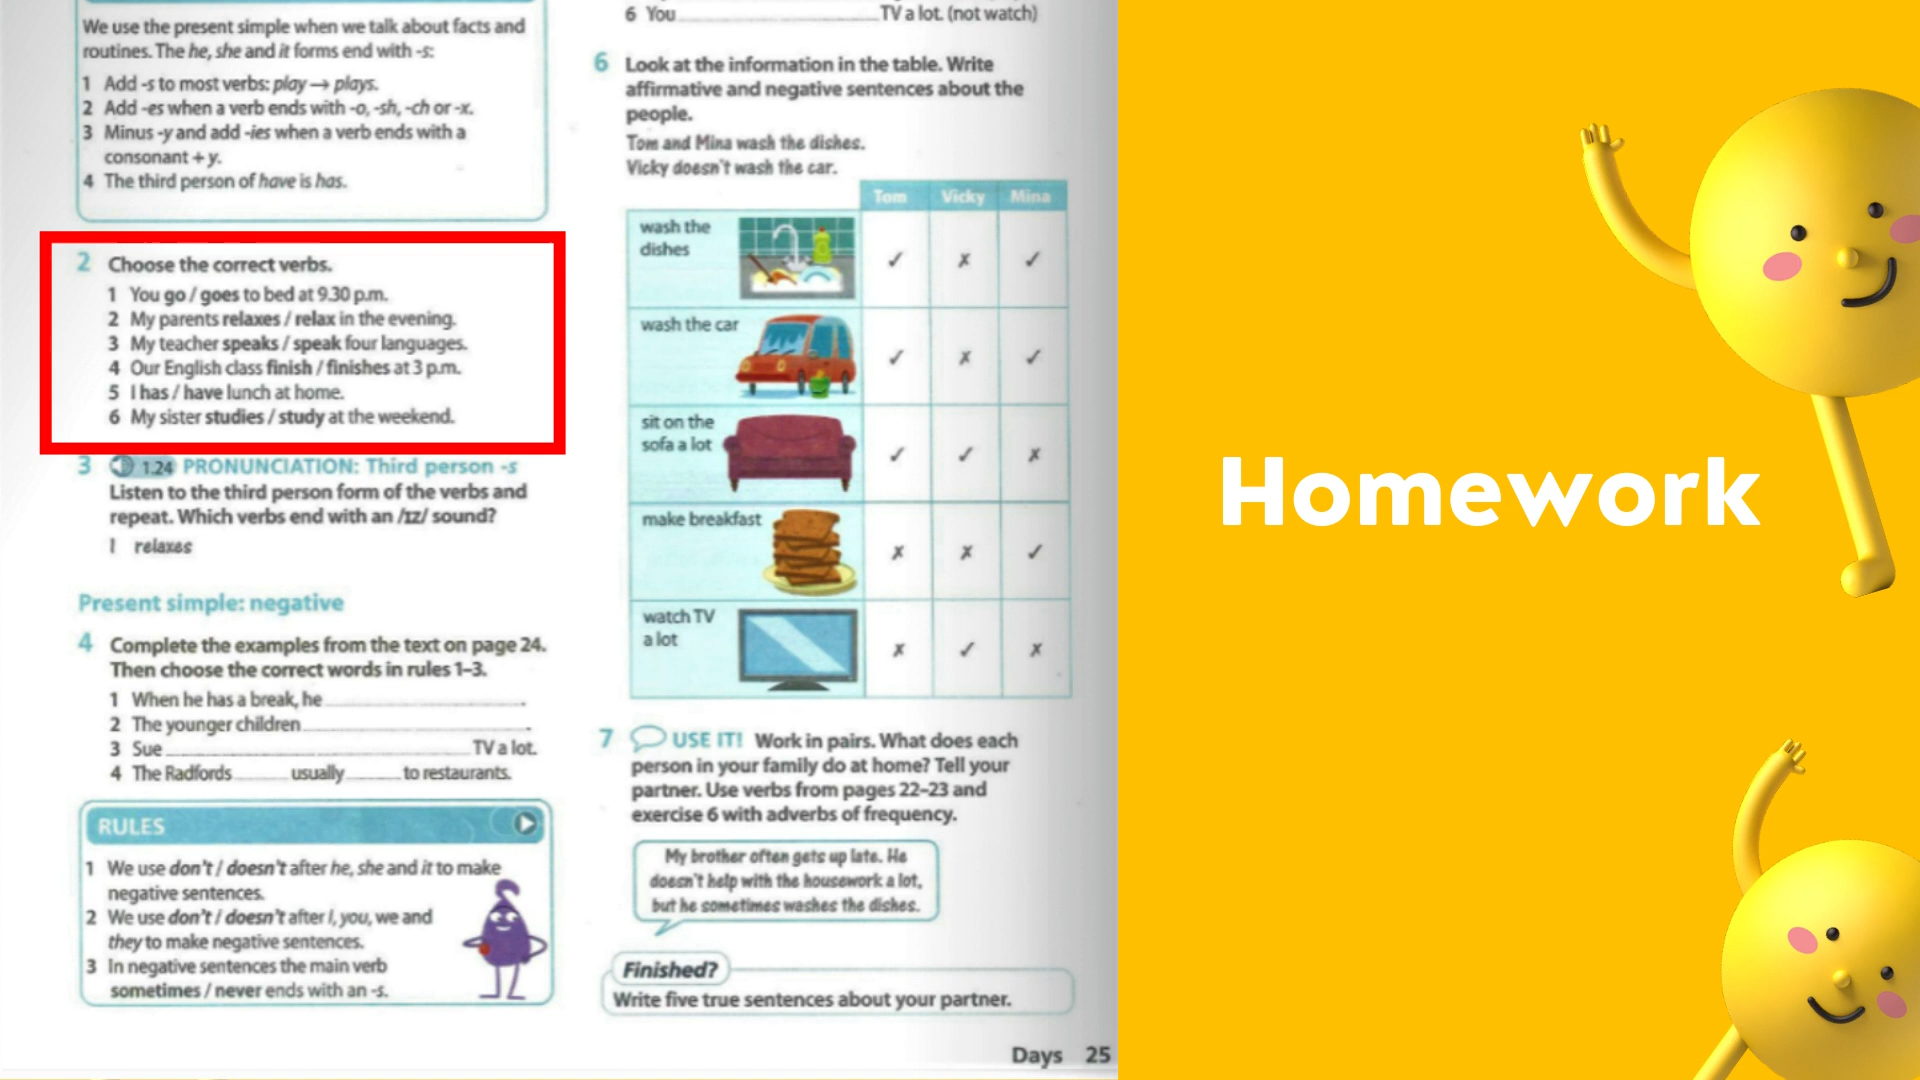 We use the present simple when we talk about facts and
routines. The he, she and it forms end with -s:
1 Add -s to most verbs: play → plays.
2 Add -es when a verb ends with -o, -sh, -ch or -x.
3 Minus -y and add -ies when a verb ends with a
consonant + y.
4 The third person of have is has.
2 Choose the correct verbs.
1 You go / goes to bed at 9.30 p.m.
2 My parents relaxes / relax in the evening.
3 My teacher speaks / speak four languages.
4 Our English class finish / finishes at 3 p.m.
5 I has / have lunch at home.
6 My sister studies / study at the weekend.
3 1.24 PRONUNCIATION: Third person -s
Listen to the third person form of the verbs and
repeat. Which verbs end with an /ɪz/ sound?
1 relaxes
Present simple: negative
4 Complete the examples from the text on page 24.
Then choose the correct words in rules 1–3.
1 When he has a break, he ______.
2 The younger children ______.
3 Sue ______ TV a lot.
4 The Radfords ______ usually ______ to restaurants.
RULES
1 We use don't / doesn't after he, she and it to make
negative sentences.
2 We use don't / doesn't after I, you, we and
they to make negative sentences.
3 In negative sentences the main verb
sometimes / never ends with an -s.
6 You ______ TV a lot. (not watch)
6 Look at the information in the table. Write
affirmative and negative sentences about the
people.
Tom and Mina wash the dishes.
Vicky doesn't wash the car.
Tom Vicky Mina
wash the
dishes ✓ ✗ ✓
wash the car ✓ ✗ ✓
sit on the
sofa a lot ✓ ✓ ✗
make breakfast ✗ ✗ ✓
watch TV
a lot ✗ ✓ ✗
7 USE IT! Work in pairs. What does each
person in your family do at home? Tell your
partner. Use verbs from pages 22–23 and
exercise 6 with adverbs of frequency.
My brother often gets up late. He
doesn't help with the housework a lot,
but he sometimes washes the dishes.
Finished?
Write five true sentences about your partner.
Days 25
Homework